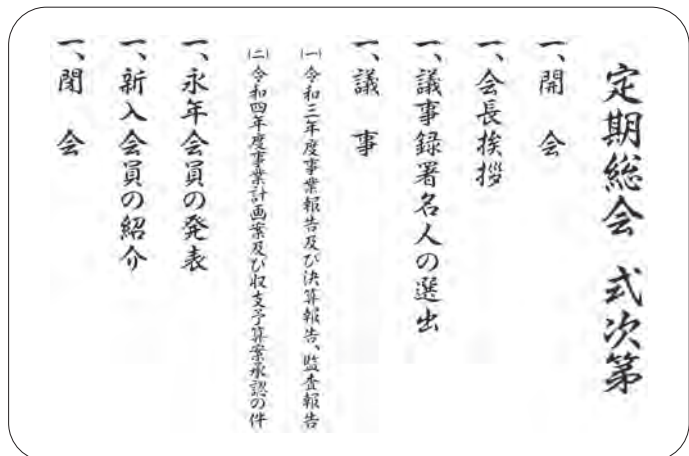 定期総会 式次第
一、開 会
一、会長挨拶
一、議事録署名人の選出
一、議 事
㈠令和三年度事業報告及び決算報告、監査報告
㈡令和四年度事業計画案及び収支予算案承認の件
一、永年会員の発表
一、新入会員の紹介
一、閉 会